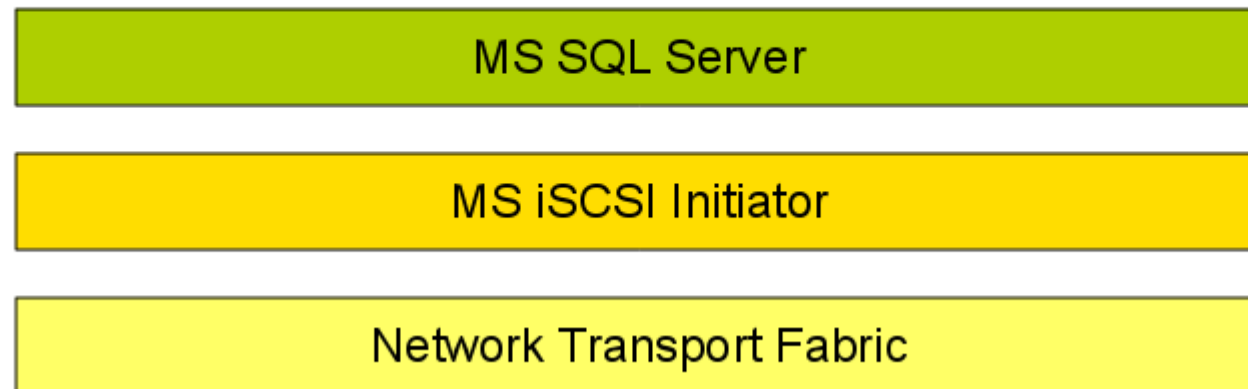 MS SQL Server
MS iSCSI Initiator
Network Transport Fabric